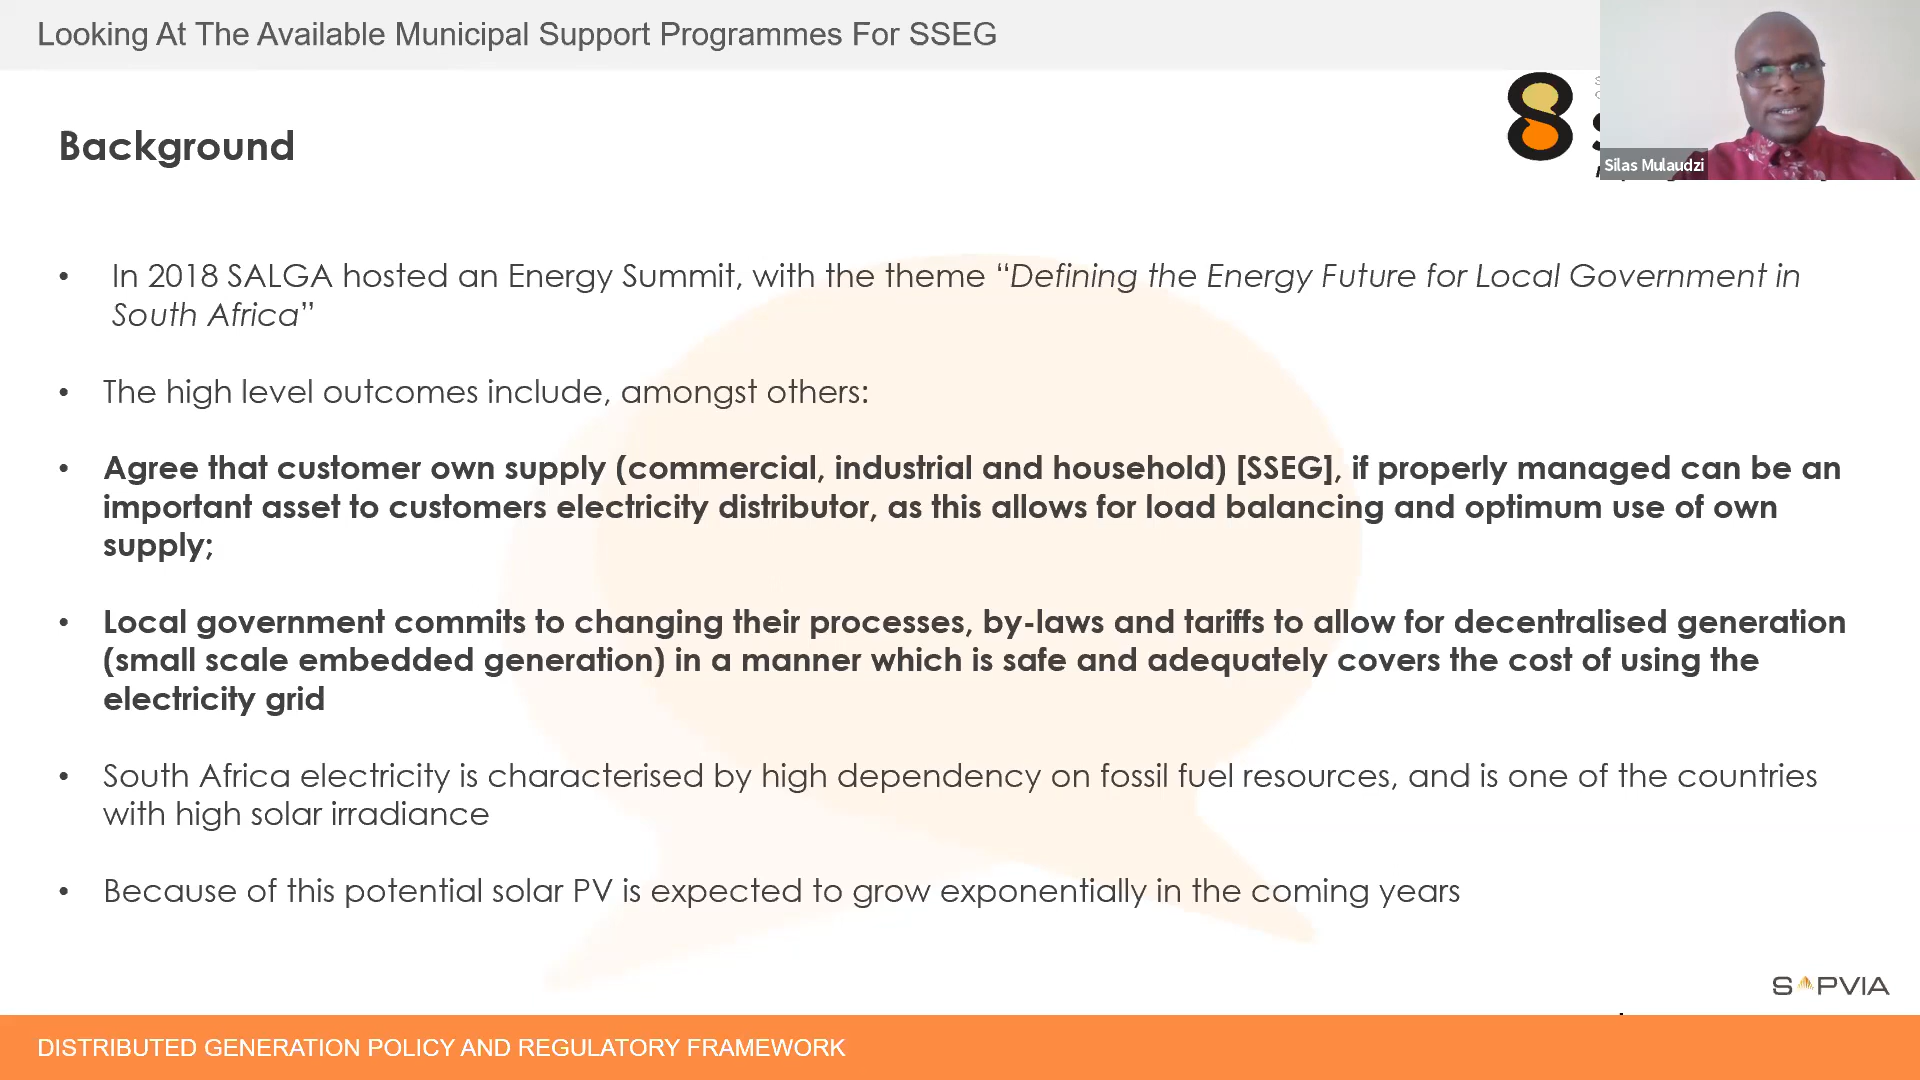 Looking At The Available Municipal Support Programmes For SSEG
Silas Mulaudzi
Background
• In 2018 SALGA hosted an Energy Summit, with the theme “Defining the Energy Future for Local Government in
South Africa”
• The high level outcomes include, amongst others:
• Agree that customer own supply (commercial, industrial and household) [SSEG], if properly managed can be an
important asset to customers electricity distributor, as this allows for load balancing and optimum use of own
supply;
• Local government commits to changing their processes, by-laws and tariffs to allow for decentralised generation
(small scale embedded generation) in a manner which is safe and adequately covers the cost of using the
electricity grid
• South Africa electricity is characterised by high dependency on fossil fuel resources, and is one of the countries
with high solar irradiance
• Because of this potential solar PV is expected to grow exponentially in the coming years
SAPVIA
DISTRIBUTED GENERATION POLICY AND REGULATORY FRAMEWORK